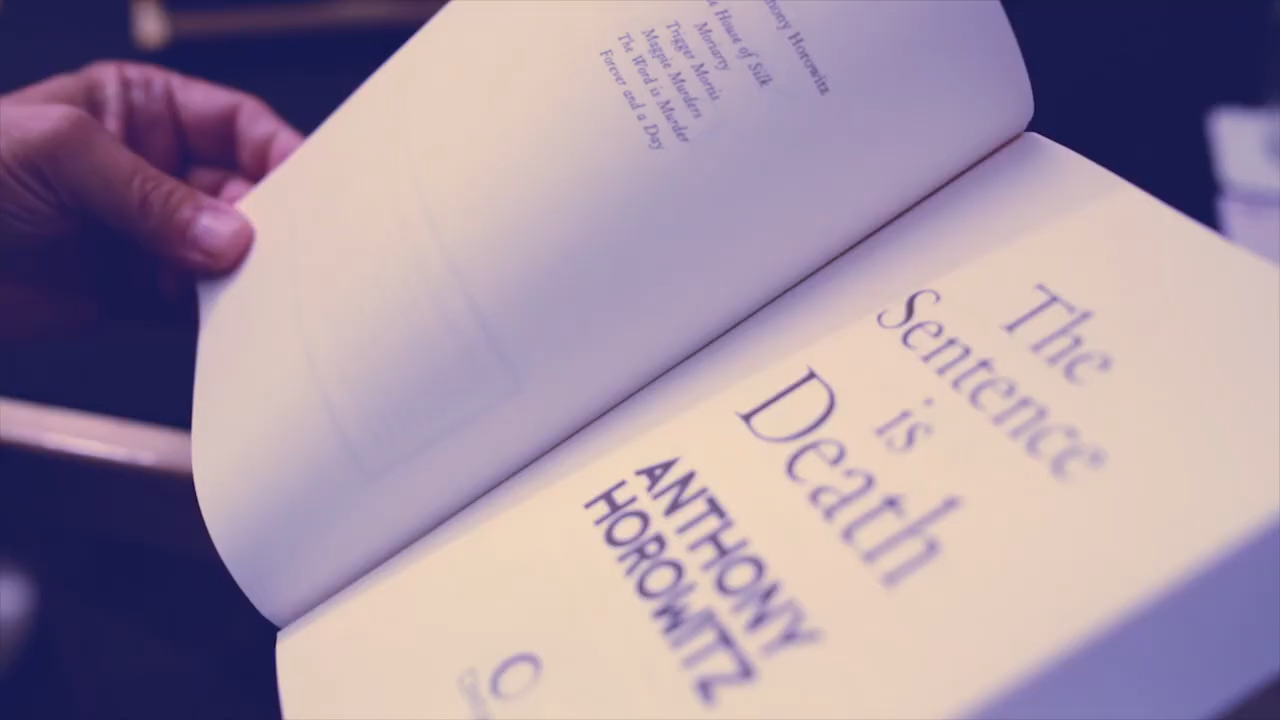 thony Horowitz
e House of Silk
Moriarty
Trigger Mortis
Magpie Murders
The Word is Murder
Forever and a Day
The
Sentence
is
Death
ANTHONY
HOROWITZ